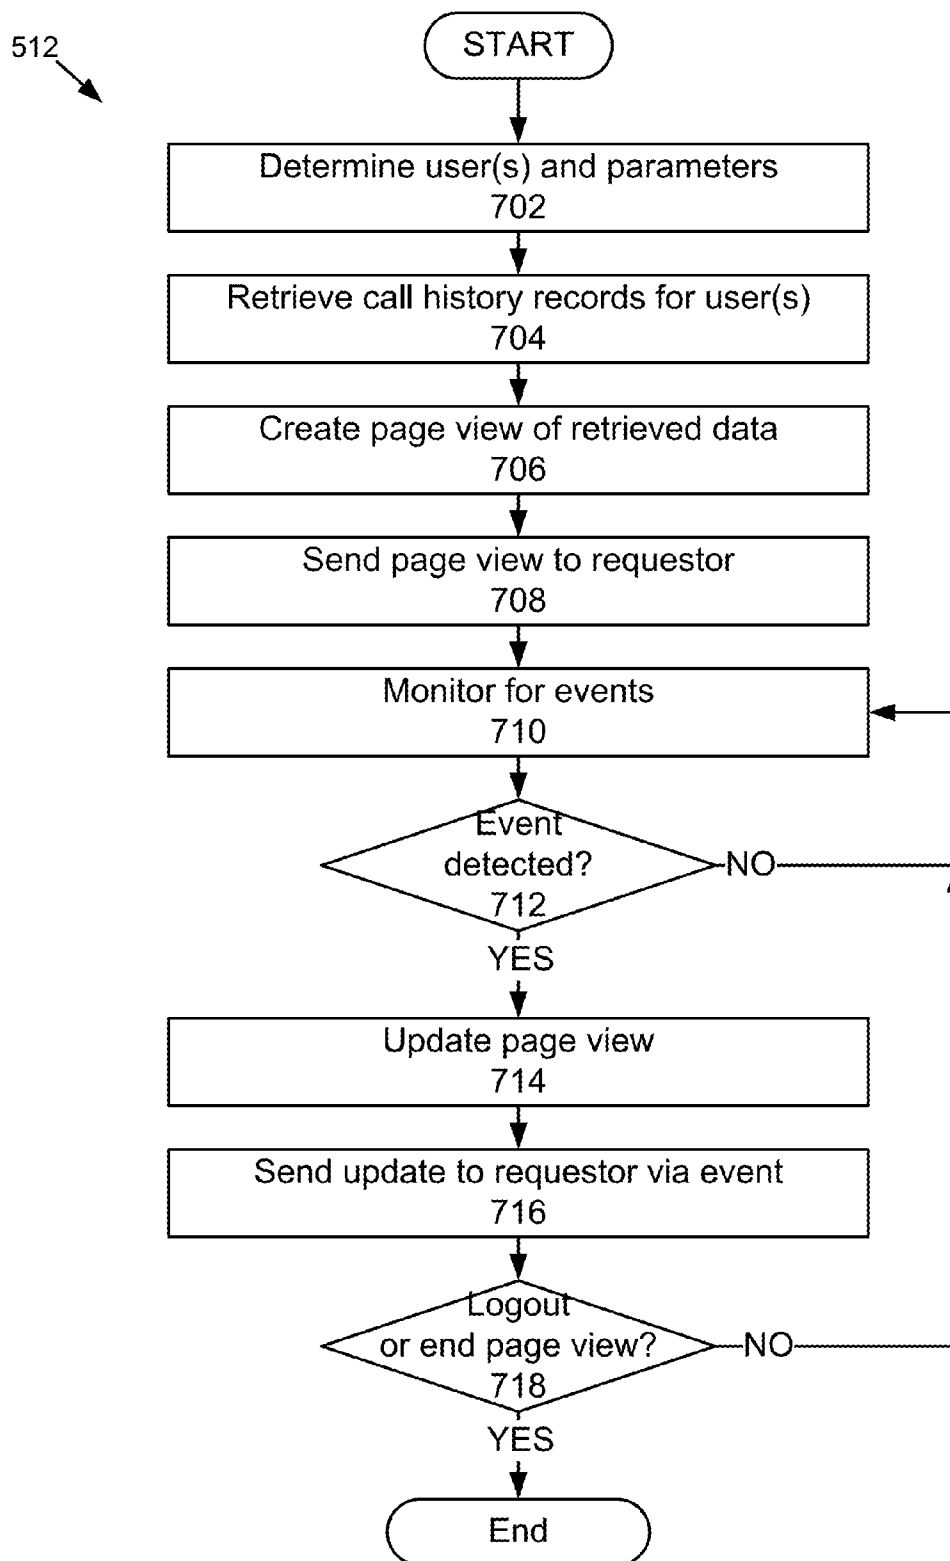 512
START
Determine user(s) and parameters
702
Retrieve call history records for user(s)
704
Create page view of retrieved data
706
Send page view to requestor
708
Monitor for events
710
Event
detected?
712
NO
YES
Update page view
714
Send update to requestor via event
716
Logout
or end page view?
718
NO
YES
End